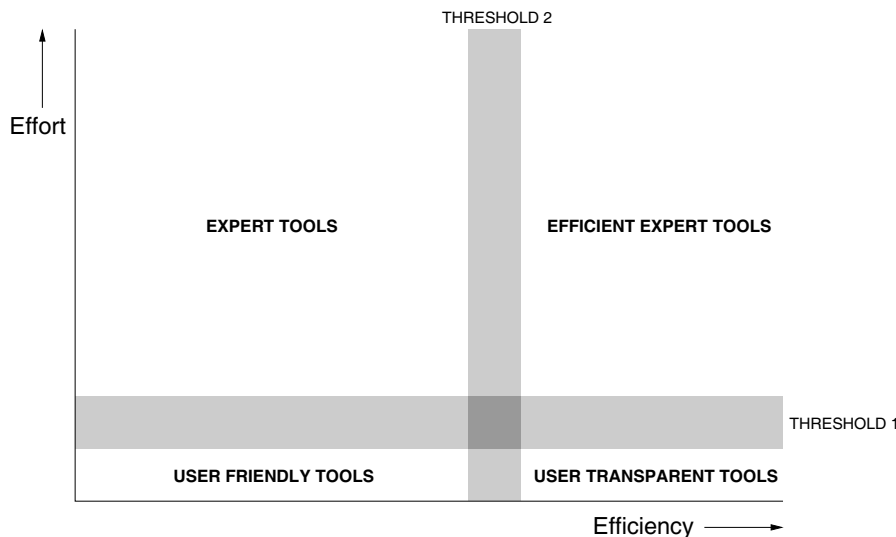 THRESHOLD 2
Effort
EXPERT TOOLS
EFFICIENT EXPERT TOOLS
THRESHOLD 1
USER FRIENDLY TOOLS
USER TRANSPARENT TOOLS
Efficiency